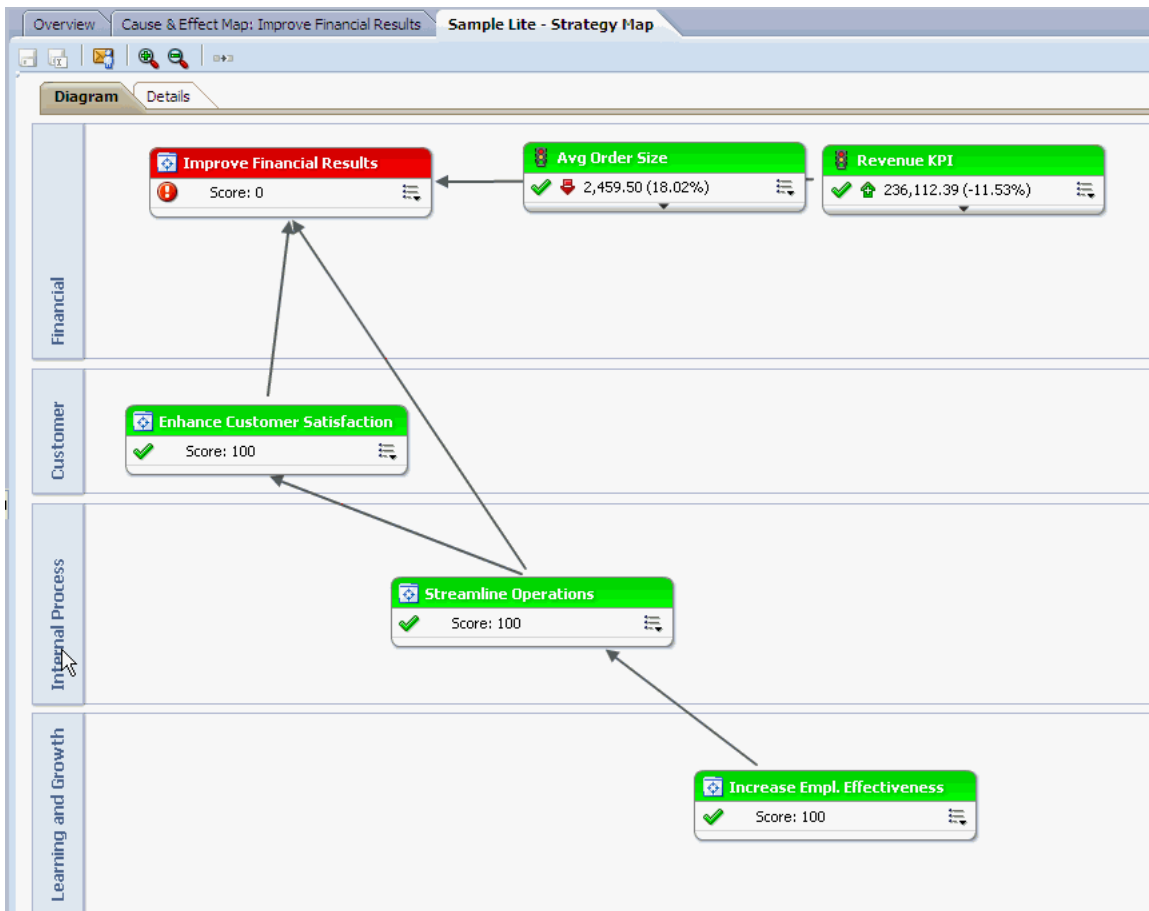 Overview
Cause & Effect Map: Improve Financial Results
Sample Lite - Strategy Map
Diagram
Details
Financial
Improve Financial Results
Score: 0
Avg Order Size
2,459.50 (18.02%)
Revenue KPI
236,112.39 (-11.53%)
Customer
Enhance Customer Satisfaction
Score: 100
Internal Process
Streamline Operations
Score: 100
Learning and Growth
Increase Empl. Effectiveness
Score: 100